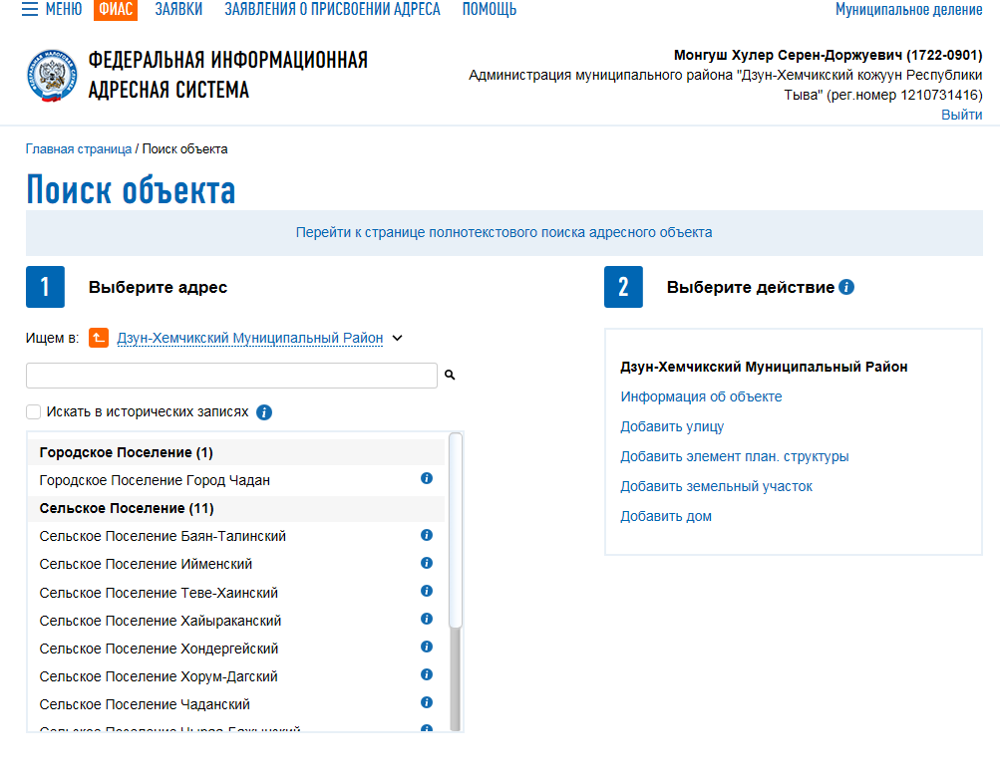 МЕНЮ ФИАС ЗАЯВКИ ЗАЯВЛЕНИЯ О ПРИСВОЕНИИ АДРЕСА ПОМОЩЬ Муниципальное деление
ФЕДЕРАЛЬНАЯ ИНФОРМАЦИОННАЯ
АДРЕСНАЯ СИСТЕМА
Монгуш Хулер Серен-Доржуевич (1722-0901)
Администрация муниципального района "Дзун-Хемчикский кожуун Республики
Тыва" (рег.номер 1210731416)
Выйти
Главная страница / Поиск объекта
Поиск объекта
Перейти к странице полнотекстового поиска адресного объекта
1 Выберите адрес
Ищем в: Дзун-Хемчикский Муниципальный Район
Искать в исторических записях
Городское Поселение (1)
Городское Поселение Город Чадан
Сельское Поселение (11)
Сельское Поселение Баян-Талинский
Сельское Поселение Ийменский
Сельское Поселение Теве-Хаинский
Сельское Поселение Хайыраканский
Сельское Поселение Хондергейский
Сельское Поселение Хорум-Дагский
Сельское Поселение Чаданский
Сельское Поселение
2 Выберите действие
Дзун-Хемчикский Муниципальный Район
Информация об объекте
Добавить улицу
Добавить элемент план. структуры
Добавить земельный участок
Добавить дом